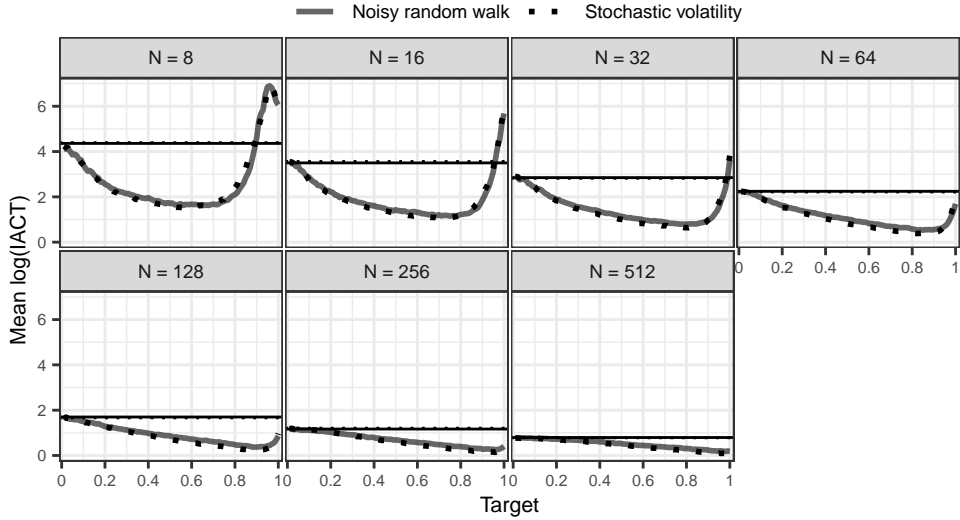 Noisy random walk Stochastic volatility
N = 8 N = 16 N = 32 N = 64
6
4
2
0
0 0.2 0.4 0.6 0.8 1
N = 128 N = 256 N = 512
6
4
2
0
0 0.2 0.4 0.6 0.8 1 0 0.2 0.4 0.6 0.8 1 0 0.2 0.4 0.6 0.8 1
Mean log(IACT)
Target